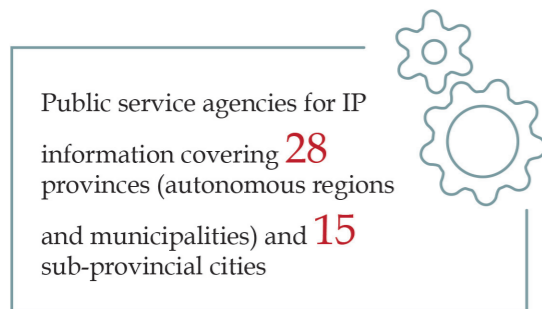 Public service agencies for IP
information covering 28
provinces (autonomous regions
and municipalities) and 15
sub-provincial cities